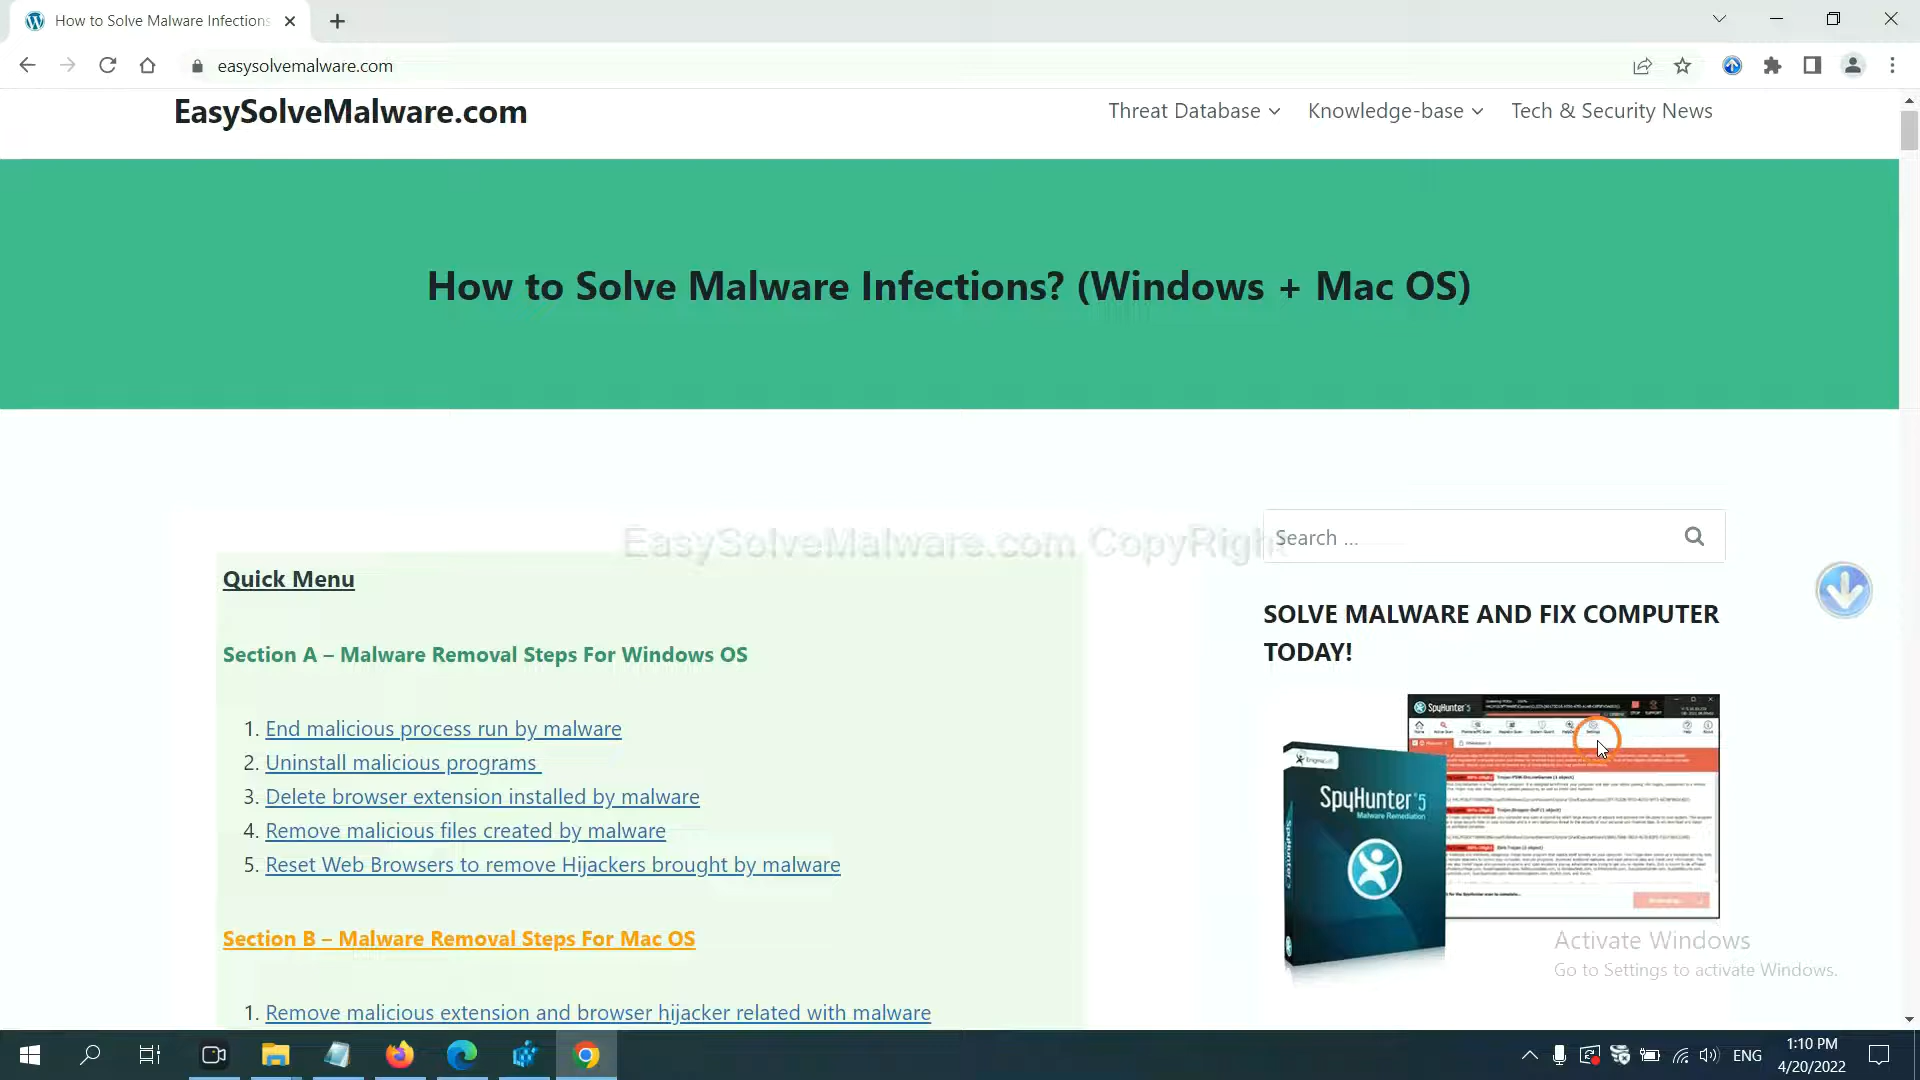 How to Solve Malware Infections
easysolvemalware.com
EasySolveMalware.com
Threat Database
Knowledge-base
Tech & Security News
How to Solve Malware Infections? (Windows + Mac OS)
EasySolveMalware.com CopyRight
Search ...
Quick Menu
Section A – Malware Removal Steps For Windows OS
1. End malicious process run by malware
2. Uninstall malicious programs
3. Delete browser extension installed by malware
4. Remove malicious files created by malware
5. Reset Web Browsers to remove Hijackers brought by malware
Section B – Malware Removal Steps For Mac OS
1. Remove malicious extension and browser hijacker related with malware
SOLVE MALWARE AND FIX COMPUTER
TODAY!
SpyHunter 5
SpyHunter 5
Malware Remediation
Activate Windows
Go to Settings to activate Windows.
ENG
1:10 PM
4/20/2022